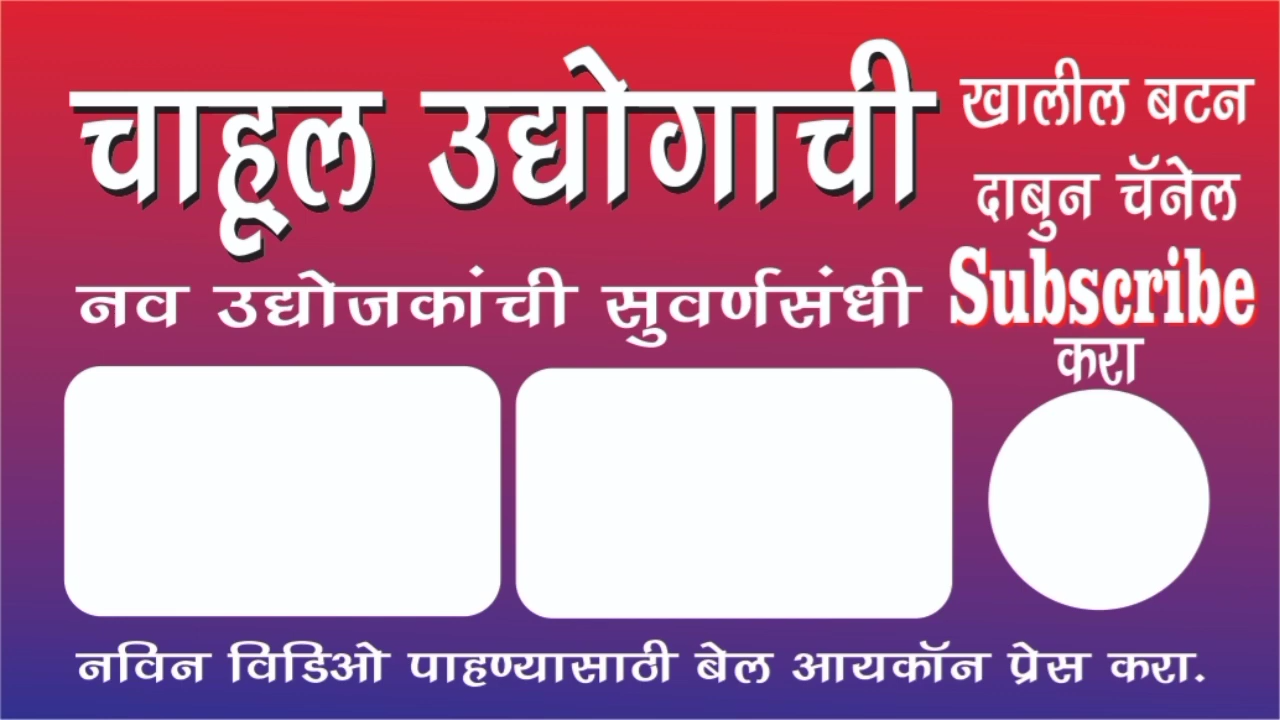 चाहूल उद्योगाची
नव उद्योजकांची सुवर्णसंधी
खालील बटन
दाबुन चॅनेल
Subscribe
करा
नविन विडिओ पाहण्यासाठी बेल आयकॉन प्रेस करा.